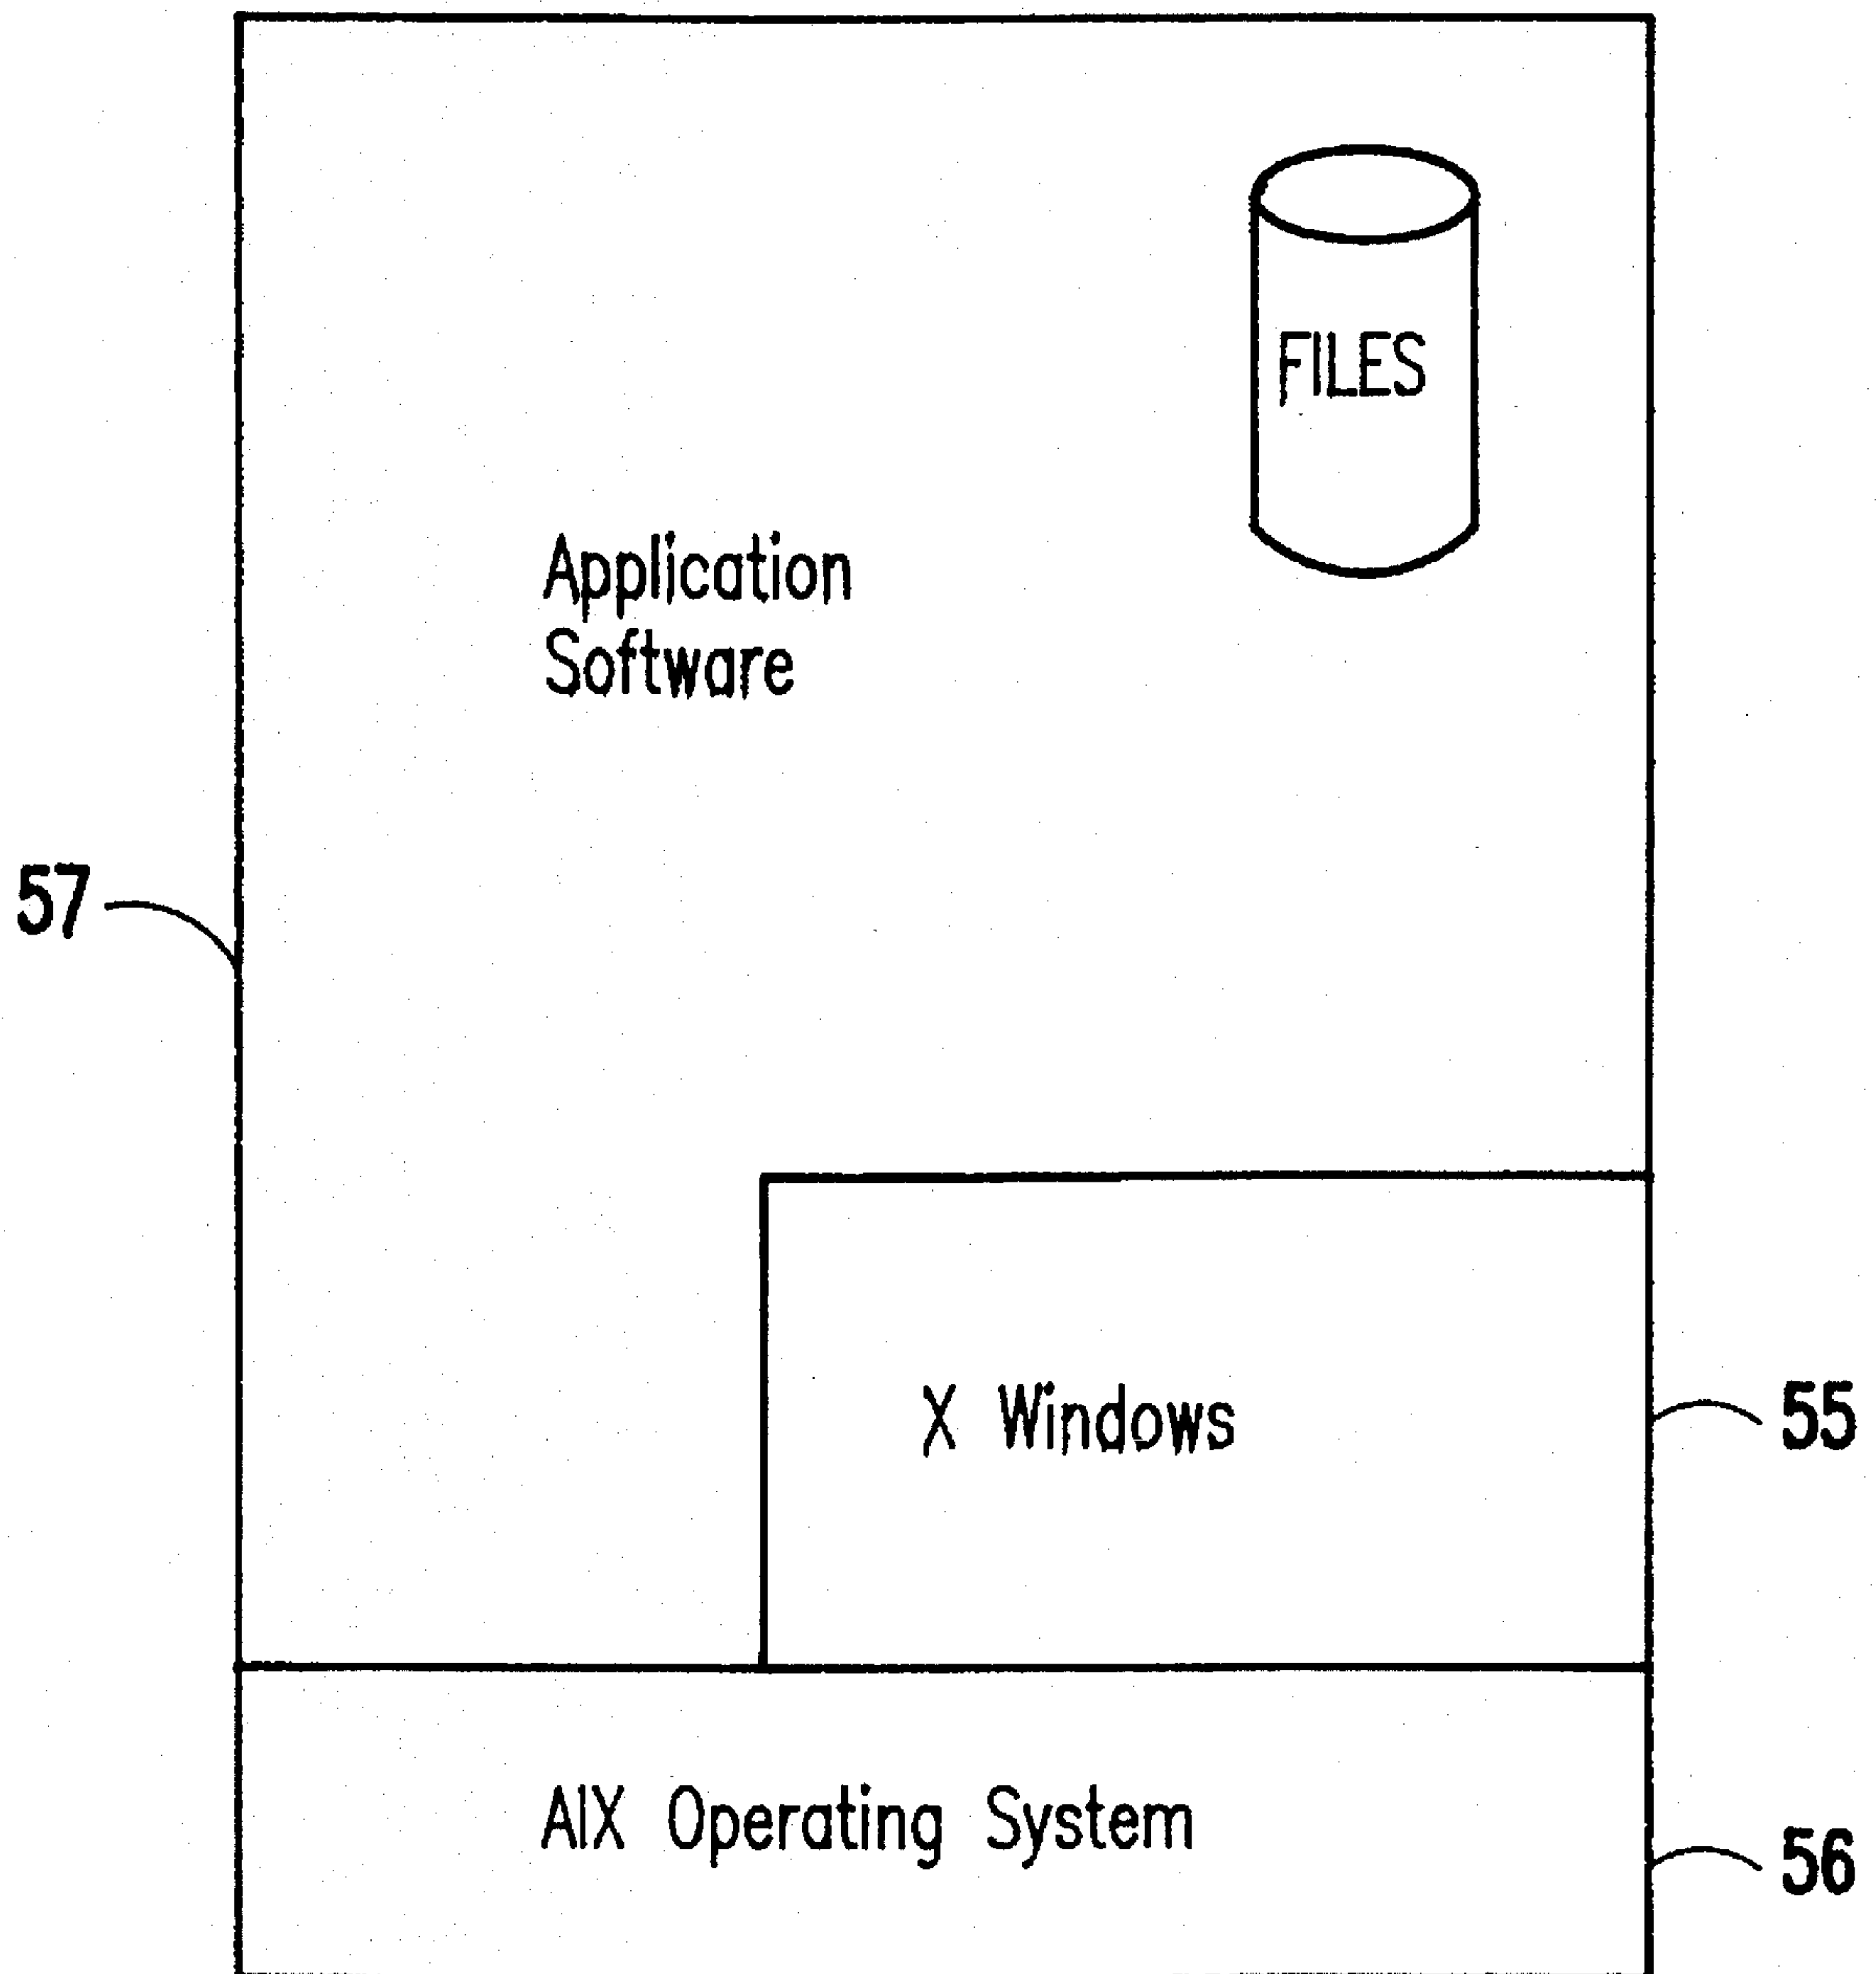 FILES
Application
Software
57
X Windows
55
AIX Operating System
56